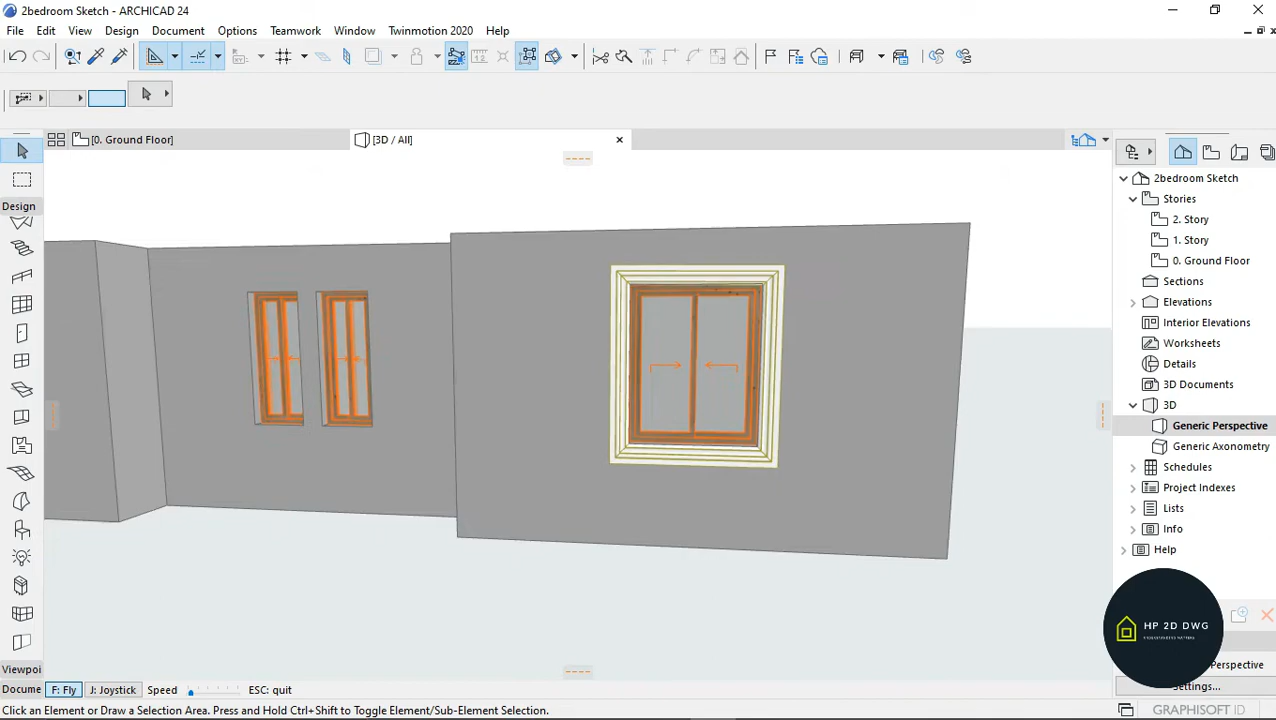 2bedroom Sketch - ARCHICAD 24
File Edit View Design Document Options Teamwork Window Twinmotion 2020 Help
[0. Ground Floor]
[3D / All]
Design
2bedroom Sketch
Stories
2. Story
1. Story
0. Ground Floor
Sections
Elevations
Interior Elevations
Worksheets
Details
3D Documents
3D
Generic Perspective
Generic Axonometry
Schedules
Project Indexes
Lists
Info
Help
HP 2D DWG
Viewpoi
Perspective
Docume
F: Fly J: Joystick Speed ESC: quit
Settings...
Click an Element or Draw a Selection Area. Press and Hold Ctrl+Shift to Toggle Element/Sub-Element Selection.
GRAPHISOFT ID